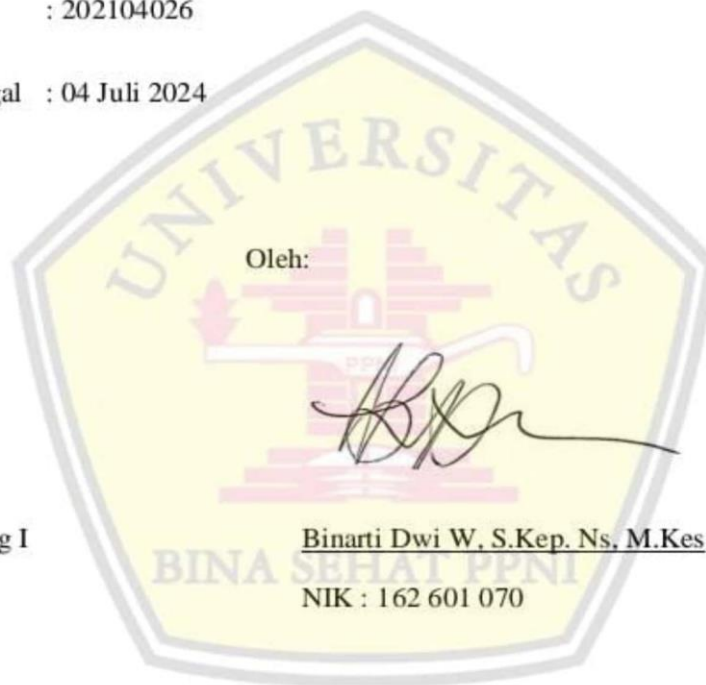 : 202104026
al : 04 Juli 2024
UNIVERSITAS
Oleh:
PPNI
g I Binarti Dwi W, S.Kep. Ns, M.Kes
BINA SEHAT PPNI
NIK : 162 601 070